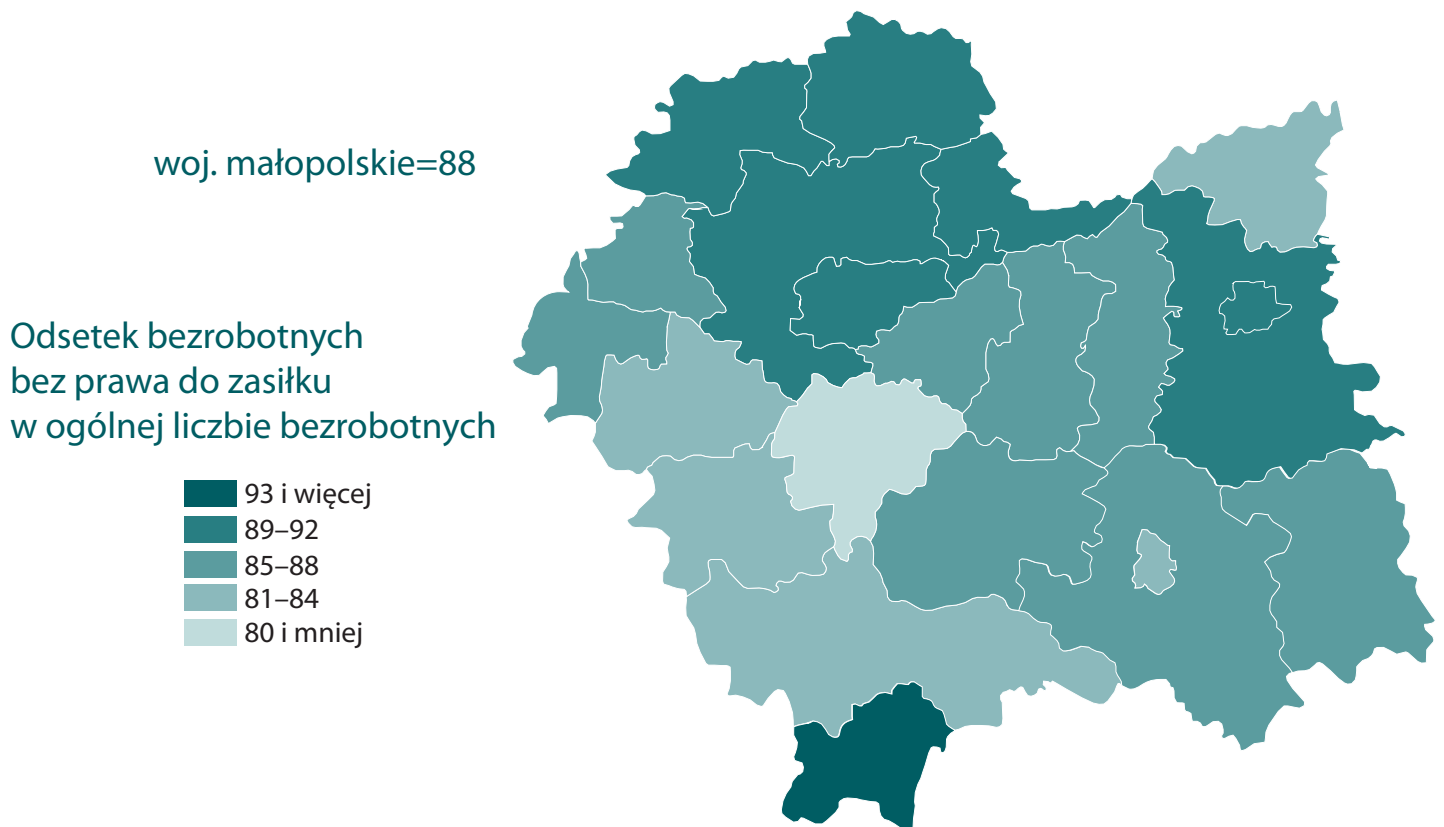 woj. małopolskie=88
Odsetek bezrobotnych
bez prawa do zasiłku
w ogólnej liczbie bezrobotnych
93 i więcej
89–92
85–88
81–84
80 i mniej